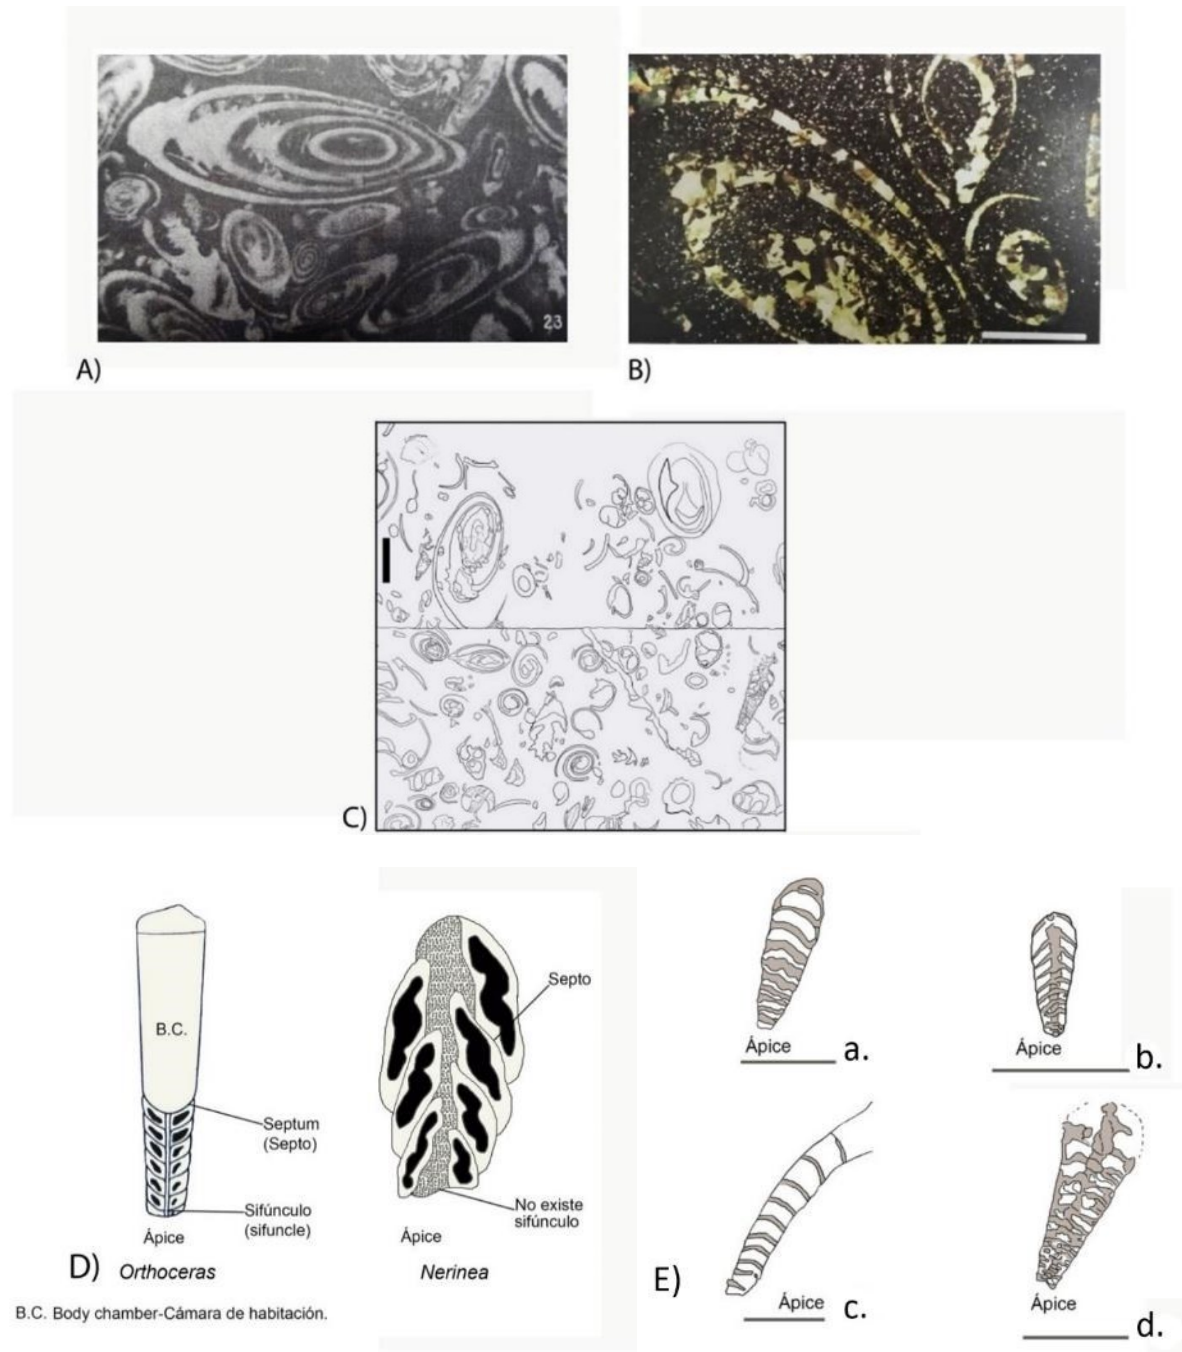 23
A)
B)
C)
B.C.
Septum
(Septo)
Sifúnculo
(sifuncle)
Ápice
D) Orthoceras
B.C. Body chamber-Cámara de habitación.
Septo
No existe
sifúnculo
Ápice
Nerinea
Ápice
a.
Ápice
b.
E)
Ápice
c.
Ápice
d.